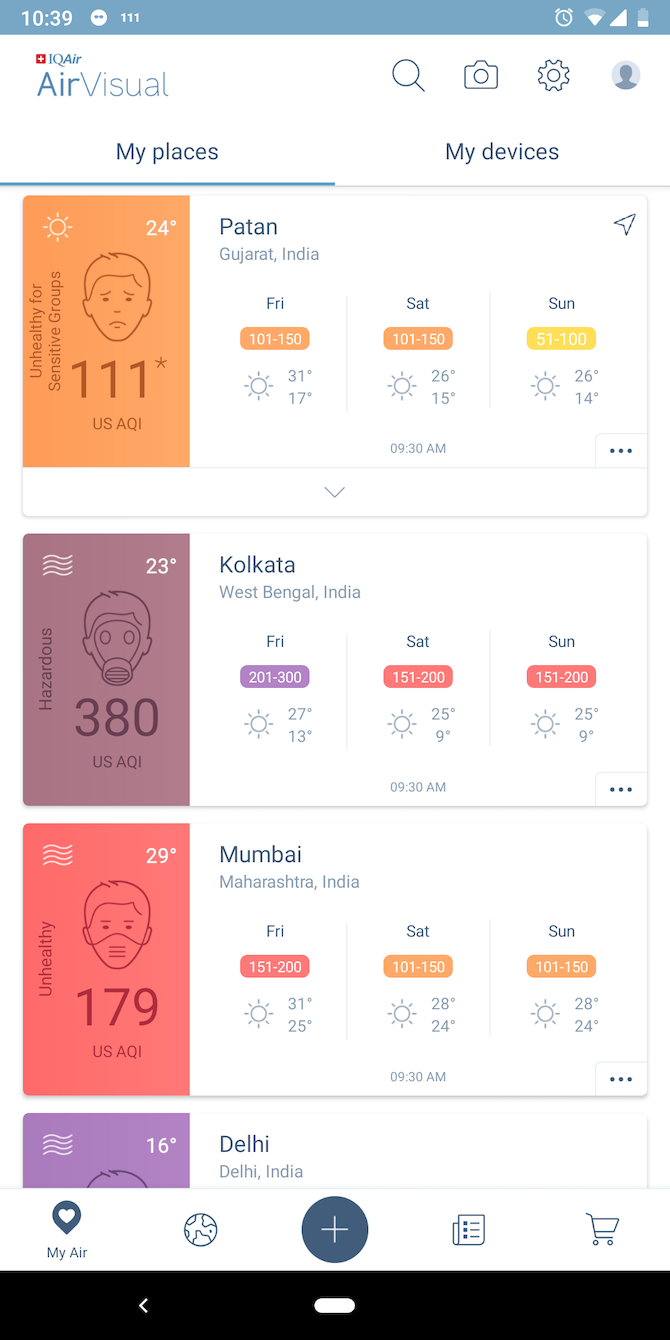 10:39 111
IQAir
AirVisual
My places My devices
24°
Unhealthy for
Sensitive Groups
111*
US AQI
Patan
Gujarat, India
Fri Sat Sun
101-150 101-150 51-100
31° 26° 26°
17° 15° 14°
09:30 AM
23°
Hazardous
380
US AQI
Kolkata
West Bengal, India
Fri Sat Sun
201-300 151-200 151-200
27° 25° 25°
13° 9° 9°
09:30 AM
29°
Unhealthy
179
US AQI
Mumbai
Maharashtra, India
Fri Sat Sun
151-200 101-150 101-150
31° 28° 28°
25° 24° 24°
09:30 AM
16°
Delhi
Delhi, India
My Air